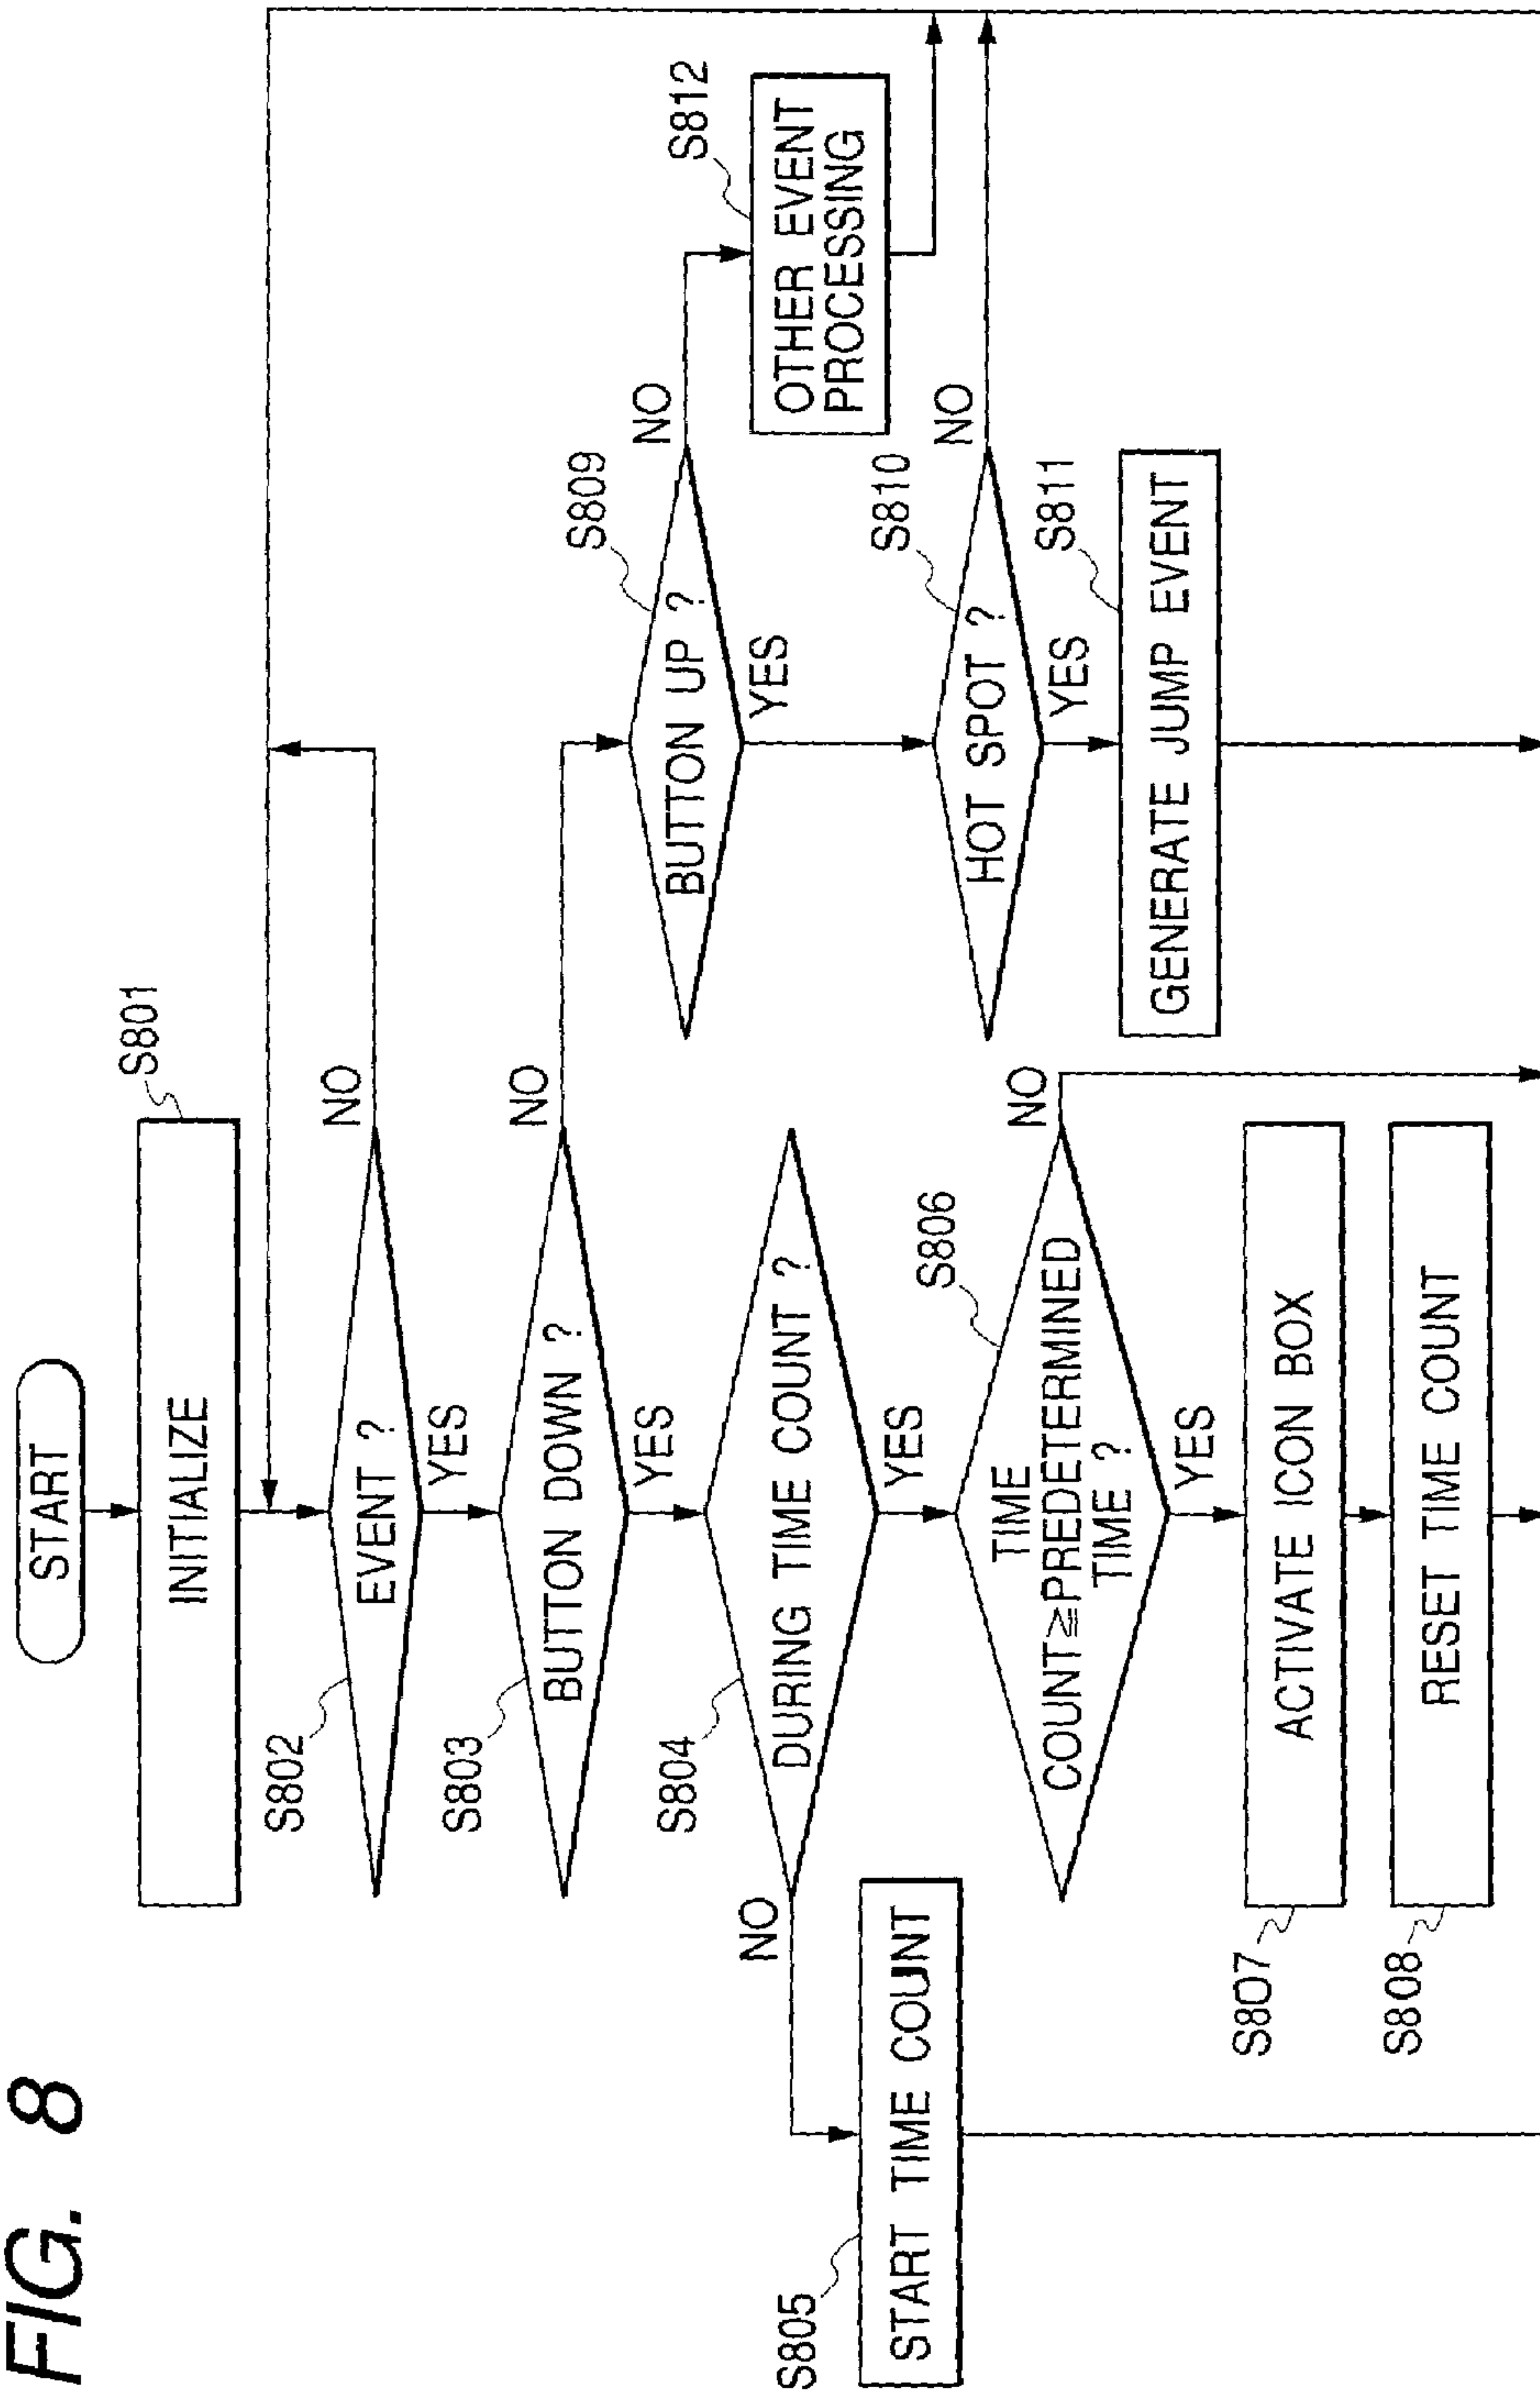 FIG. 8
START
INITIALIZE
S801
EVENT ?
S802
NO
YES
BUTTON DOWN ?
S803
NO
YES
DURING TIME COUNT ?
S804
NO
YES
START TIME COUNT
S805
TIME
COUNT≧PREDETERMINED
TIME ?
S806
NO
YES
ACTIVATE ICON BOX
S807
RESET TIME COUNT
S808
BUTTON UP ?
S809
NO
YES
HOT SPOT ?
S810
NO
YES
GENERATE JUMP EVENT
S811
OTHER EVENT
PROCESSING
S812